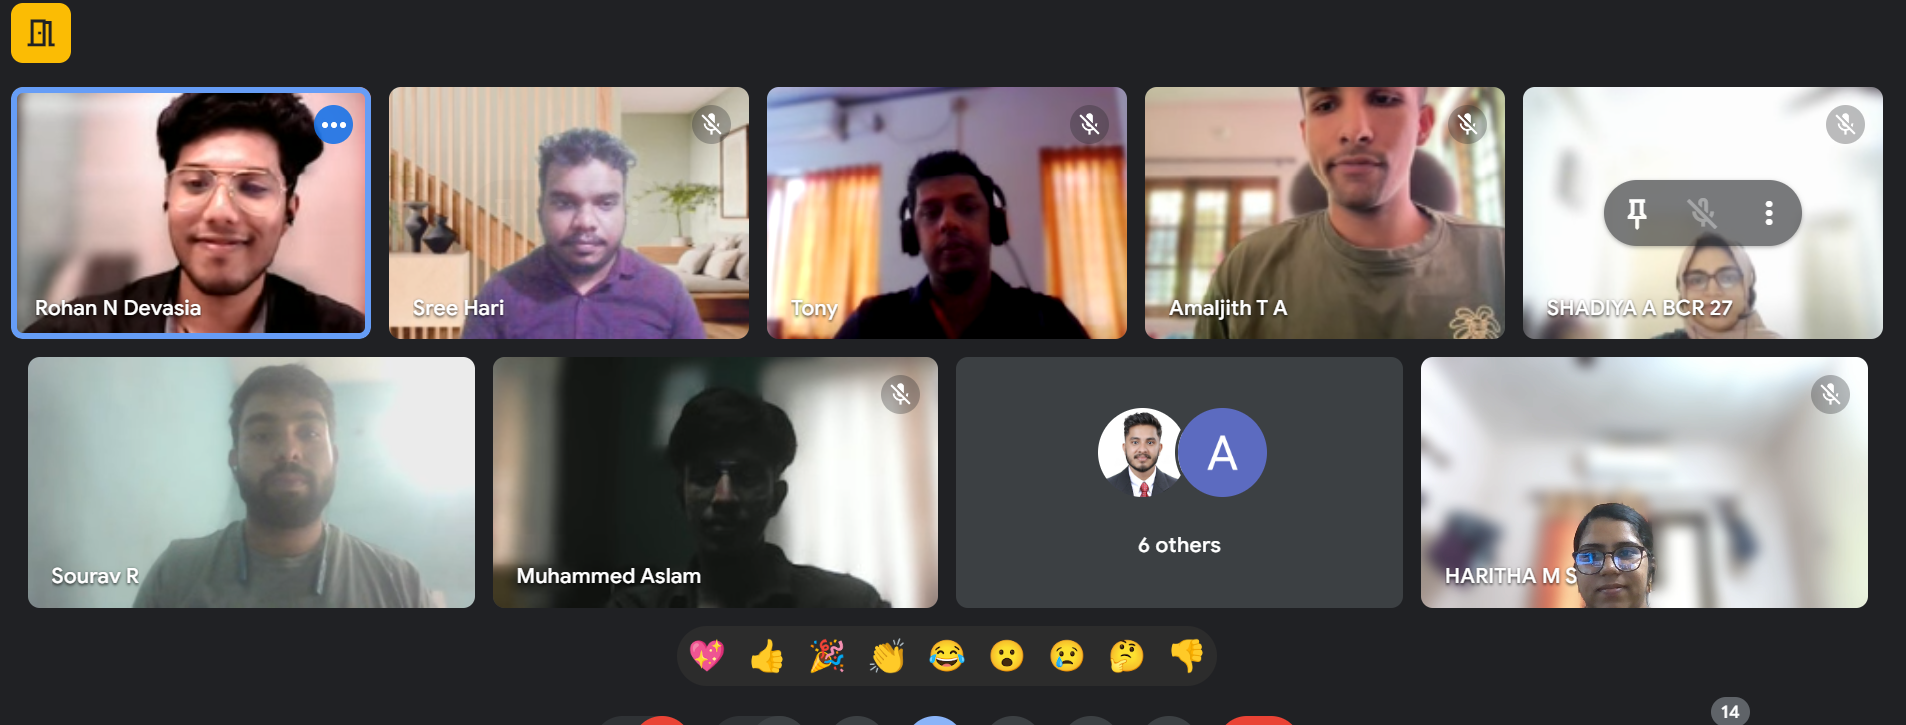 Rohan N Devasia
Sree Hari
Tony
Amaljith T A
SHADIYA A BCR 27
Sourav R
Muhammed Aslam
A
6 others
HARITHA M S
14